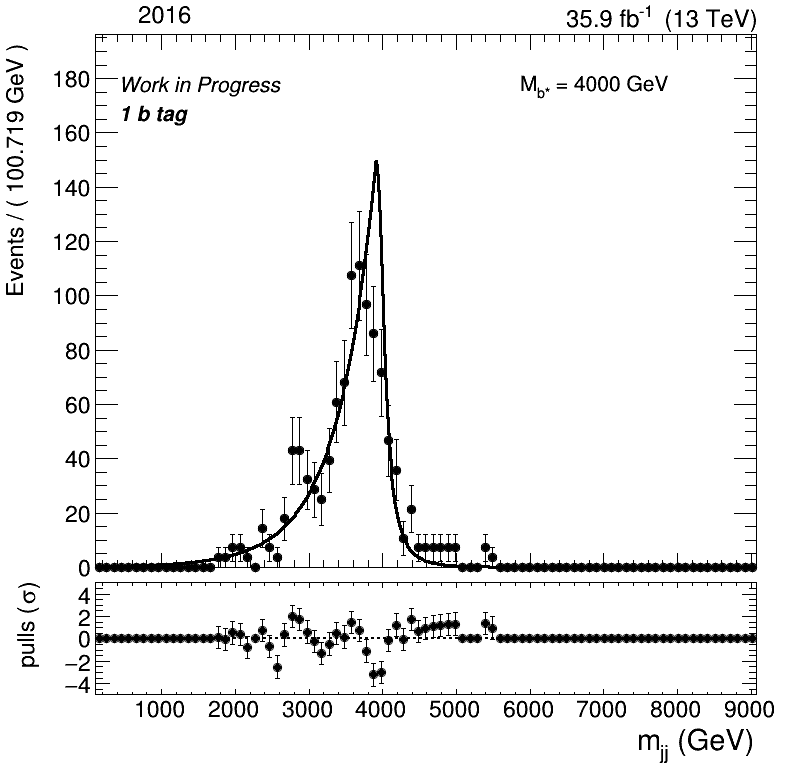 2016
35.9 fb⁻¹ (13 TeV)
Events / ( 100.719 GeV )
180
160
140
120
100
80
60
40
20
0
Work in Progress
1 b tag
M_b* = 4000 GeV
pulls (σ)
4
2
0
−2
−4
1000 2000 3000 4000 5000 6000 7000 8000 9000
m_jj (GeV)